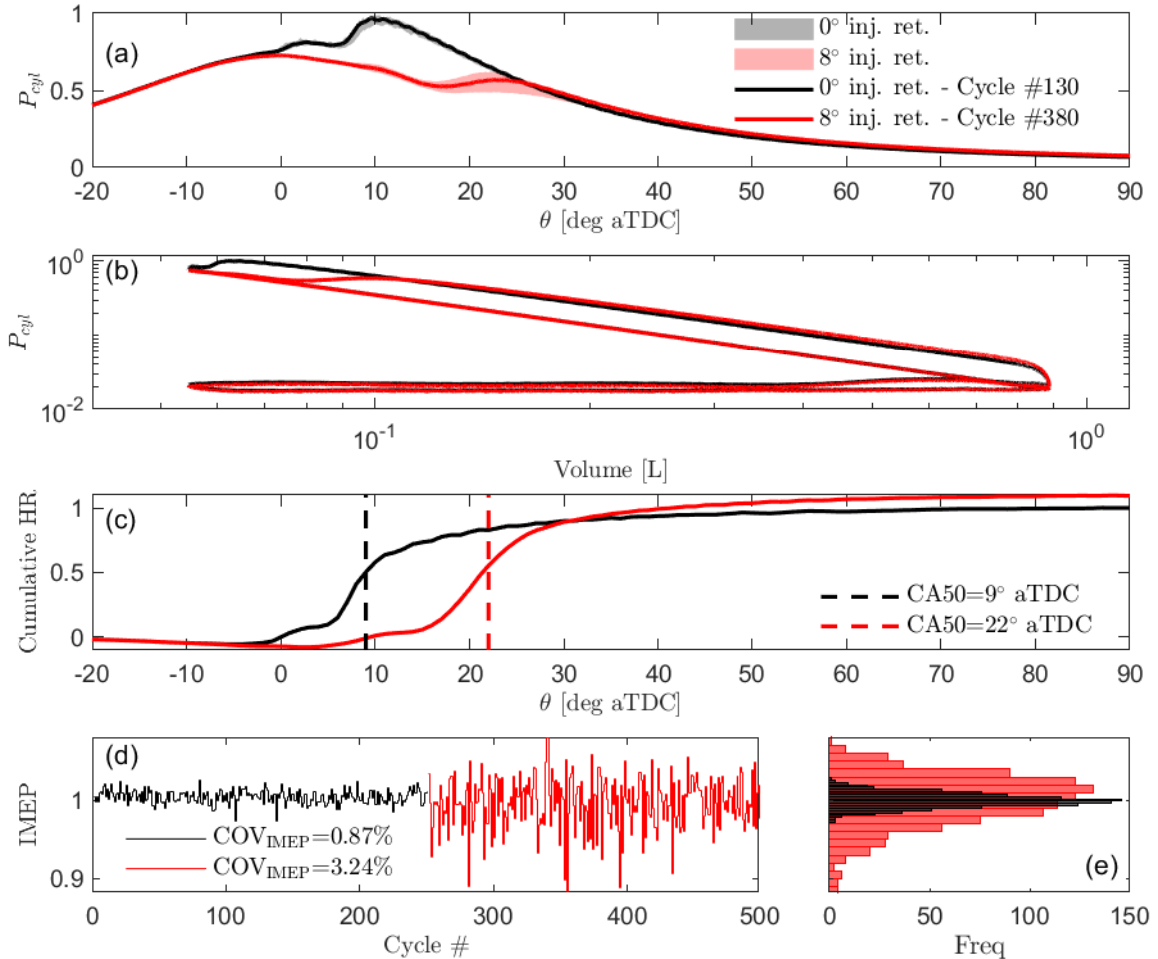 (a)
P_cyl
1
0.5
0
0° inj. ret.
8° inj. ret.
0° inj. ret. - Cycle #130
8° inj. ret. - Cycle #380
-20 -10 0 10 20 30 40 50 60 70 80 90
θ [deg aTDC]
(b)
P_cyl
10^0
10^-2
10^-1 10^0
Volume [L]
(c)
Cumulative HR
1
0.5
0
CA50=9° aTDC
CA50=22° aTDC
-20 -10 0 10 20 30 40 50 60 70 80 90
θ [deg aTDC]
(d)
IMEP
1
0.9
COV_IMEP=0.87%
COV_IMEP=3.24%
0 100 200 300 400 500
Cycle #
(e)
0 50 100 150
Freq